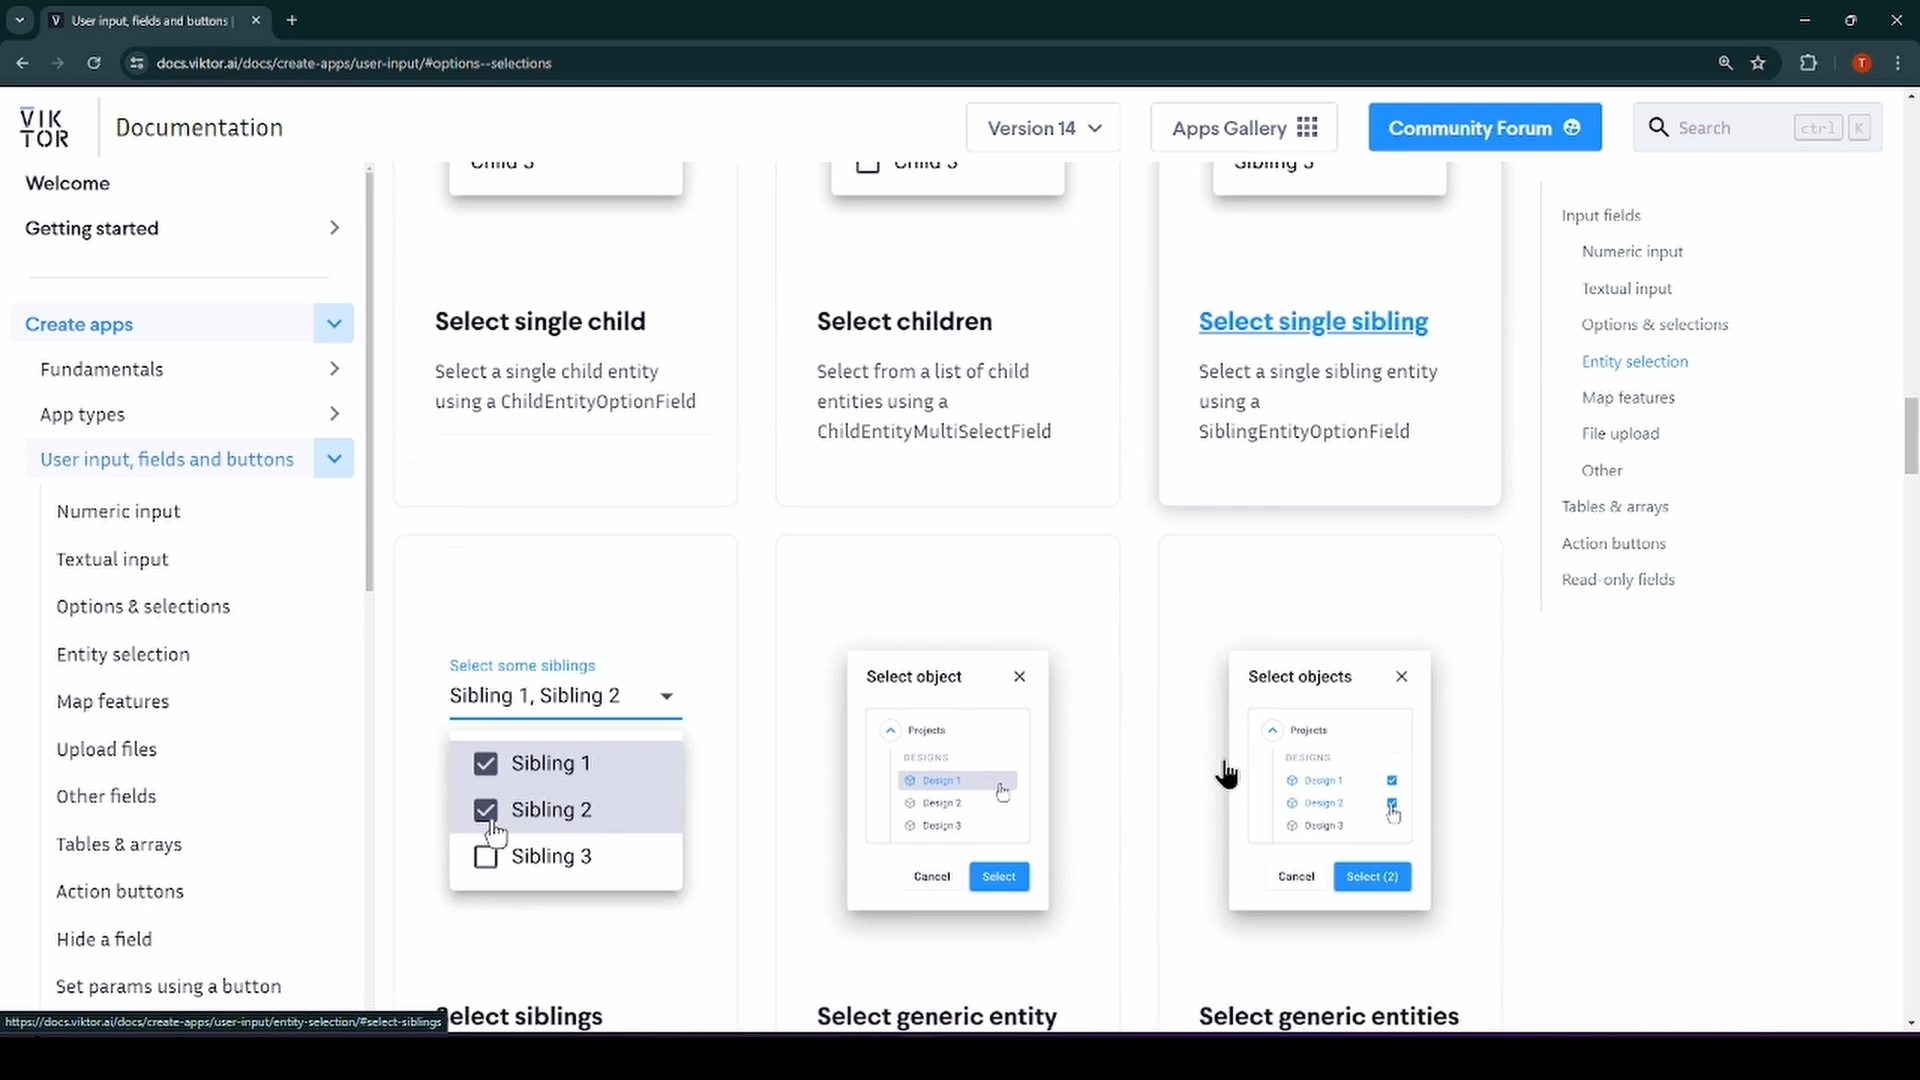 User input, fields and buttons |
docs.viktor.ai/docs/create-apps/user-input/#options--selections
T
VIK
TOR
Documentation
Version 14
Apps Gallery
Community Forum
Search
ctrl
K
Welcome
Getting started
Create apps
Fundamentals
App types
User input, fields and buttons
Numeric input
Textual input
Options & selections
Entity selection
Map features
Upload files
Other fields
Tables & arrays
Action buttons
Hide a field
Set params using a button
https://docs.viktor.ai/docs/create-apps/user-input/entity-selection/#select-siblings
Child 3
Select single child
Select a single child entity
using a ChildEntityOptionField
Child 3
Select children
Select from a list of child
entities using a
ChildEntityMultiSelectField
Sibling 3
Select single sibling
Select a single sibling entity
using a
SiblingEntityOptionField
Select some siblings
Sibling 1, Sibling 2
Sibling 1
Sibling 2
Sibling 3
elect siblings
Select object
Projects
DESIGNS
Design 1
Design 2
Design 3
Cancel
Select
Select generic entity
Select objects
Projects
DESIGNS
Design 1
Design 2
Design 3
Cancel
Select (2)
Select generic entities
Input fields
Numeric input
Textual input
Options & selections
Entity selection
Map features
File upload
Other
Tables & arrays
Action buttons
Read-only fields